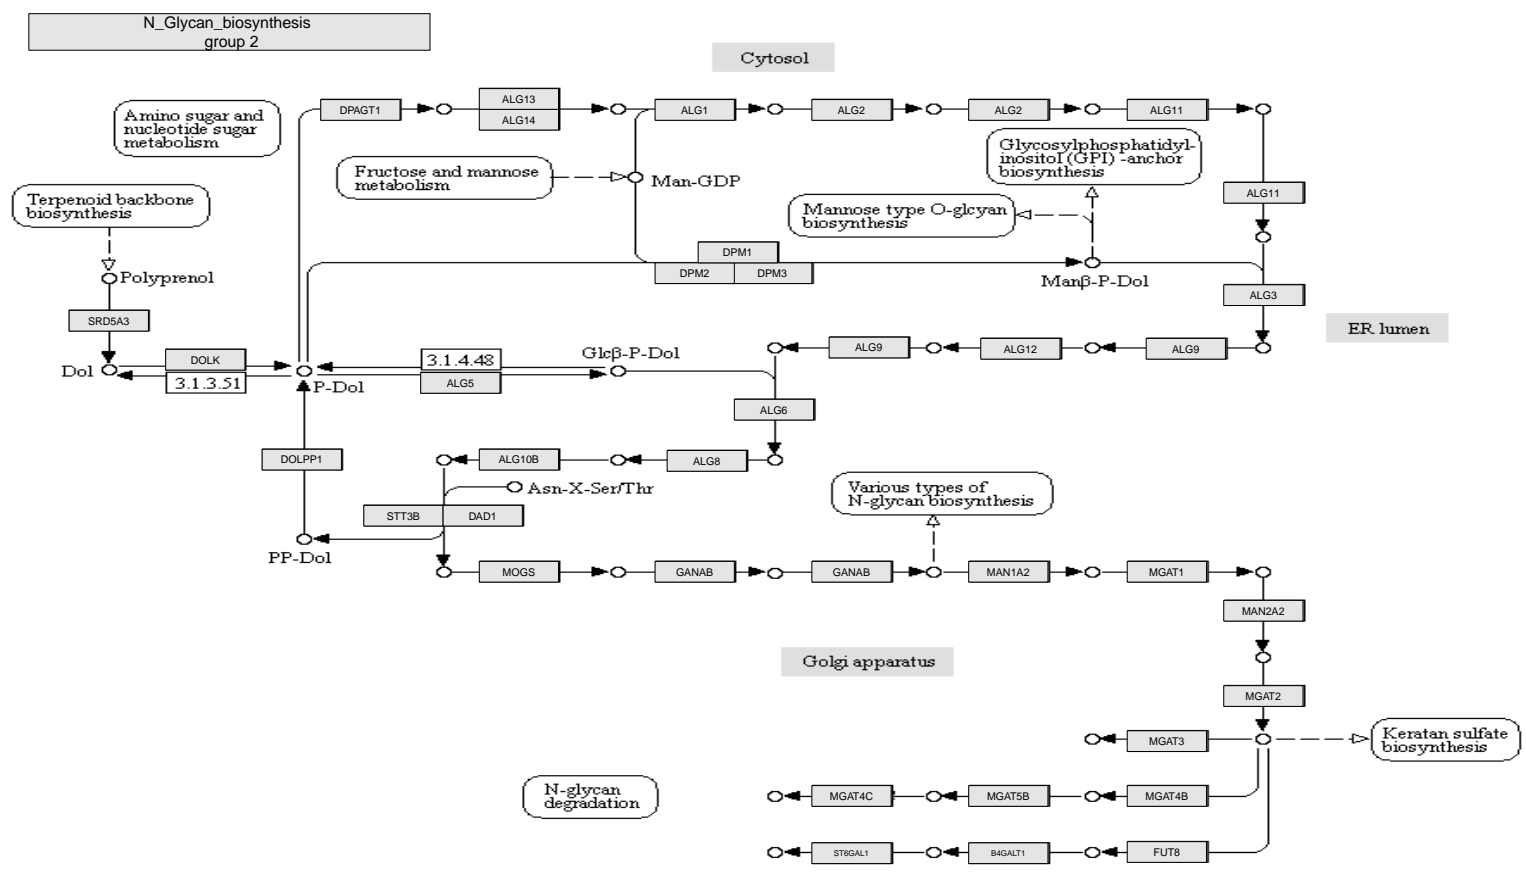 N_Glycan_biosynthesis
group 2
Cytosol
Amino sugar and
nucleotide sugar
metabolism
DPAGT1
ALG13
ALG14
ALG1
ALG2
ALG2
ALG11
Fructose and mannose
metabolism
Man-GDP
Glycosylphosphatidyl-
inositol (GPI) -anchor
biosynthesis
Terpenoid backbone
biosynthesis
Mannose type O-glcyan
biosynthesis
ALG11
Polyprenol
DPM1
DPM2
DPM3
Manβ-P-Dol
ALG3
SRD5A3
ER lumen
DOLK
3.1.4.48
Glcβ-P-Dol
ALG9
ALG12
ALG9
Dol
3.1.3.51
P-Dol
ALG5
ALG6
DOLPP1
ALG10B
ALG8
Asn-X-Ser/Thr
Various types of
N-glycan biosynthesis
STT3B
DAD1
PP-Dol
MOGS
GANAB
GANAB
MAN1A2
MGAT1
MAN2A2
Golgi apparatus
MGAT2
MGAT3
Keratan sulfate
biosynthesis
N-glycan
degradation
MGAT4C
MGAT5B
MGAT4B
ST6GAL1
B4GALT1
FUT8